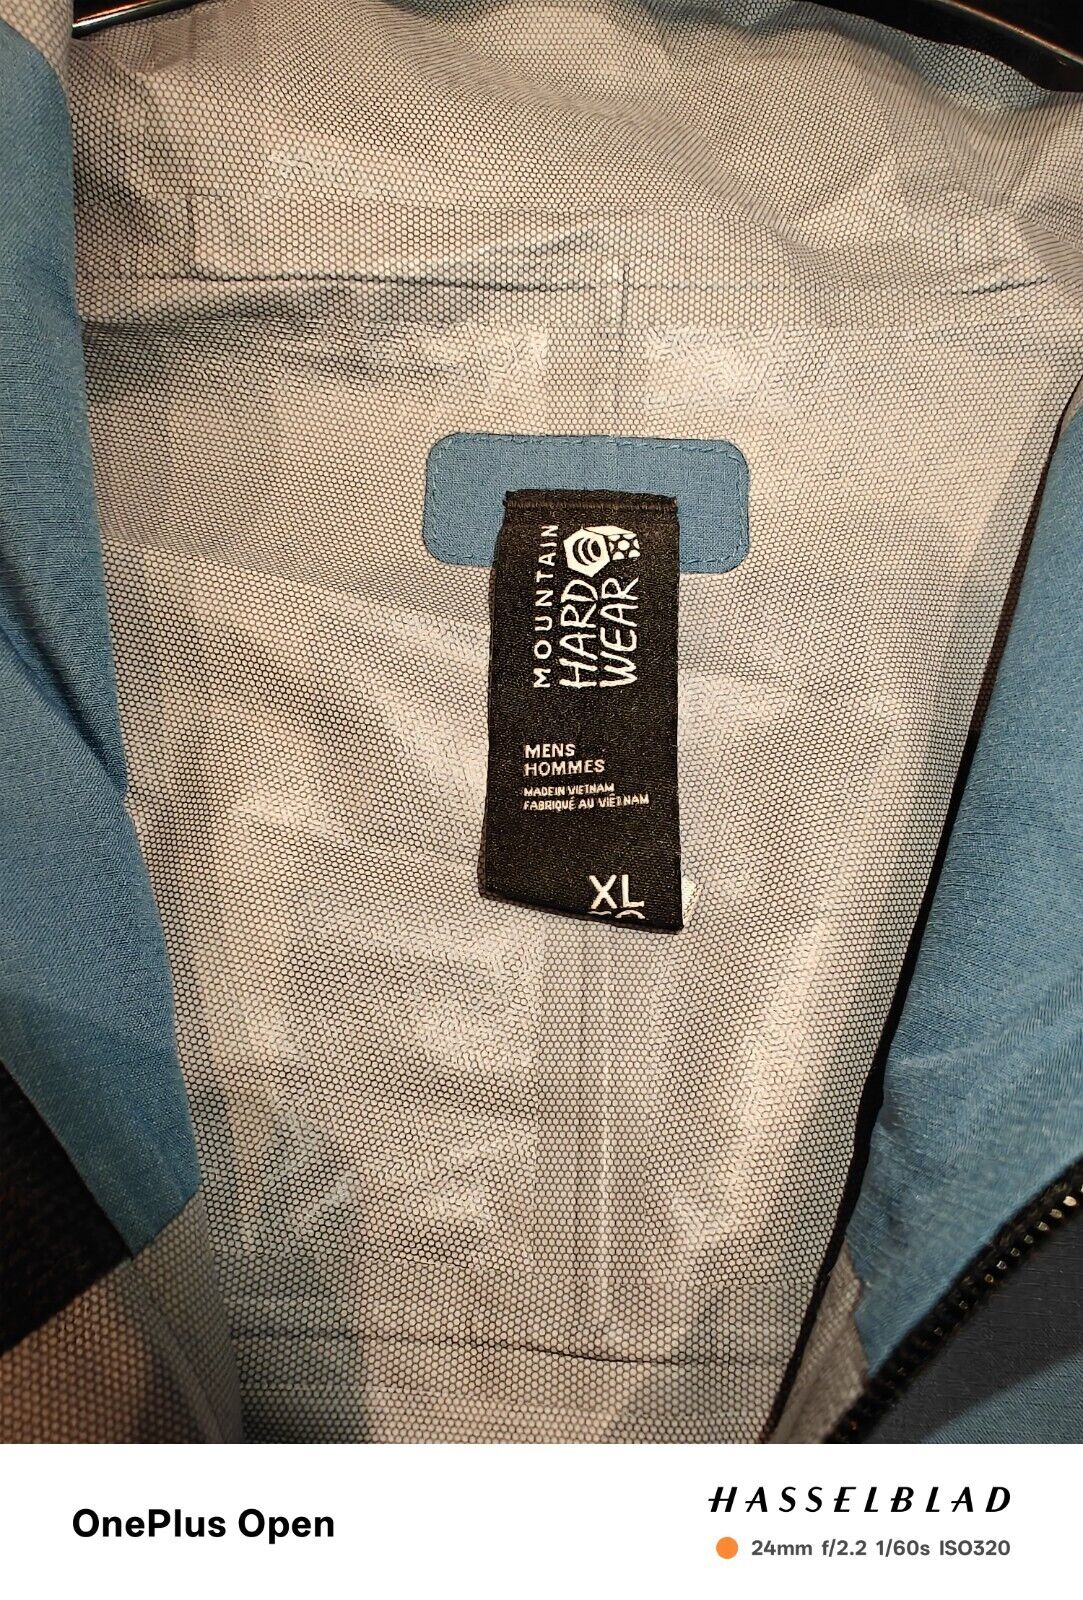 MOUNTAIN
HARD
WEAR
MENS
HOMMES
MADE IN VIETNAM
FABRIQUÉ AU VIÊTNAM
XL
OnePlus Open
HASSELBLAD
24mm f/2.2 1/60s ISO320